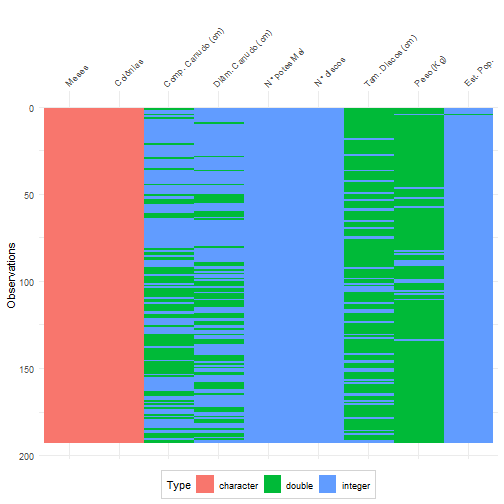 Meses
Colônias
Comp. Canudo (cm)
Diâm. Canudo (cm)
N° potes Mel
N° discos
Tam. Discos (cm)
Peso (Kg)
Est. Pop.
0
50
100
150
200
Observations
Type character double integer